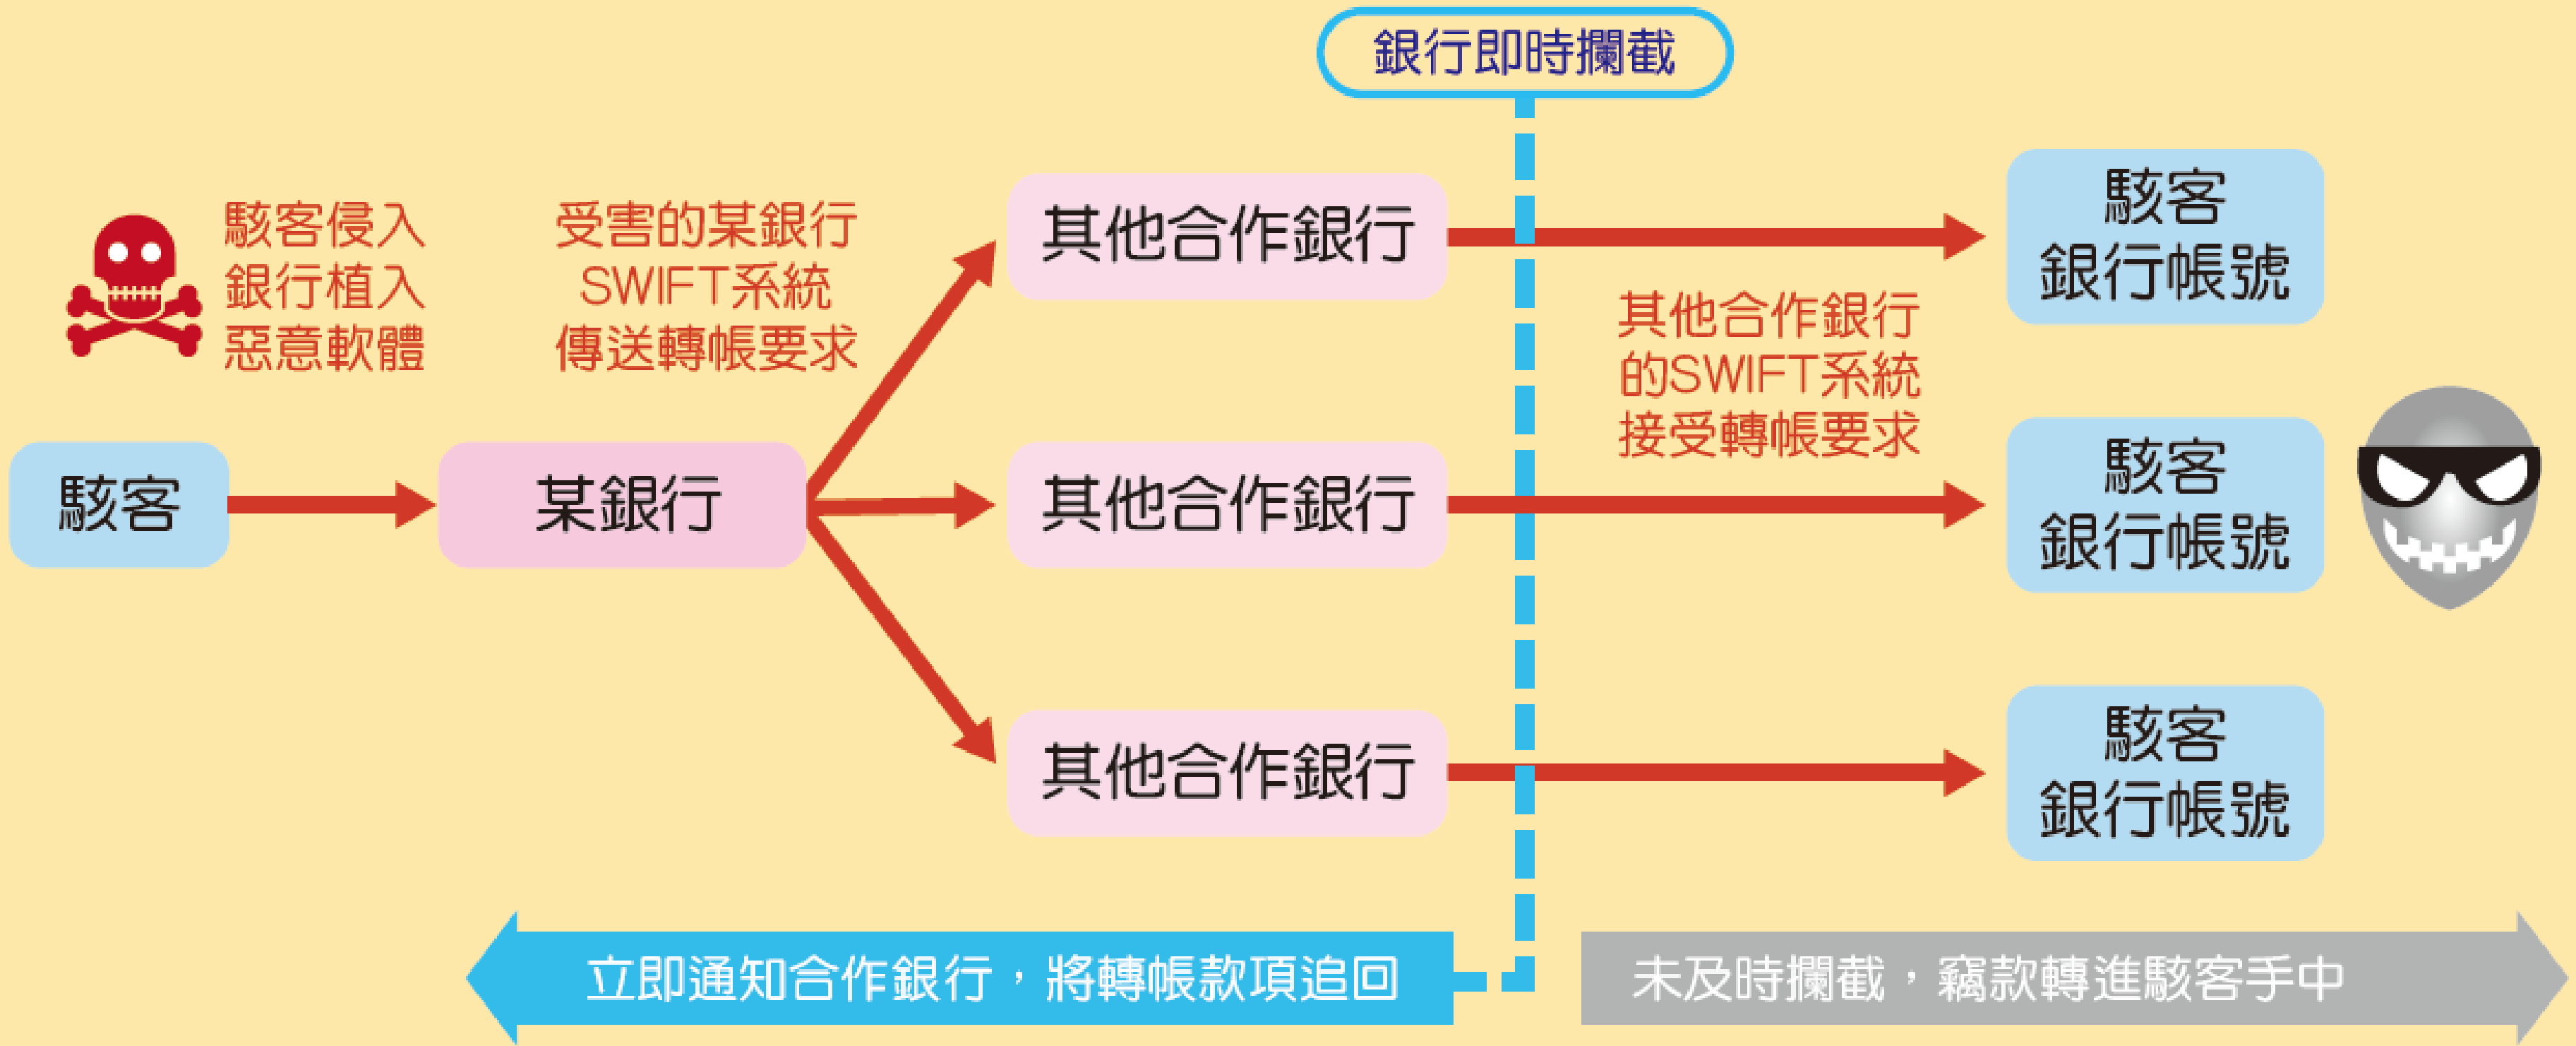 銀行即時攔截
駭客侵入
銀行植入
惡意軟體
受害的某銀行
SWIFT系統
傳送轉帳要求
駭客
某銀行
其他合作銀行
其他合作銀行
其他合作銀行
其他合作銀行
的SWIFT系統
接受轉帳要求
駭客
銀行帳號
駭客
銀行帳號
駭客
銀行帳號
立即通知合作銀行，將轉帳款項追回
未及時攔截，竊款轉進駭客手中